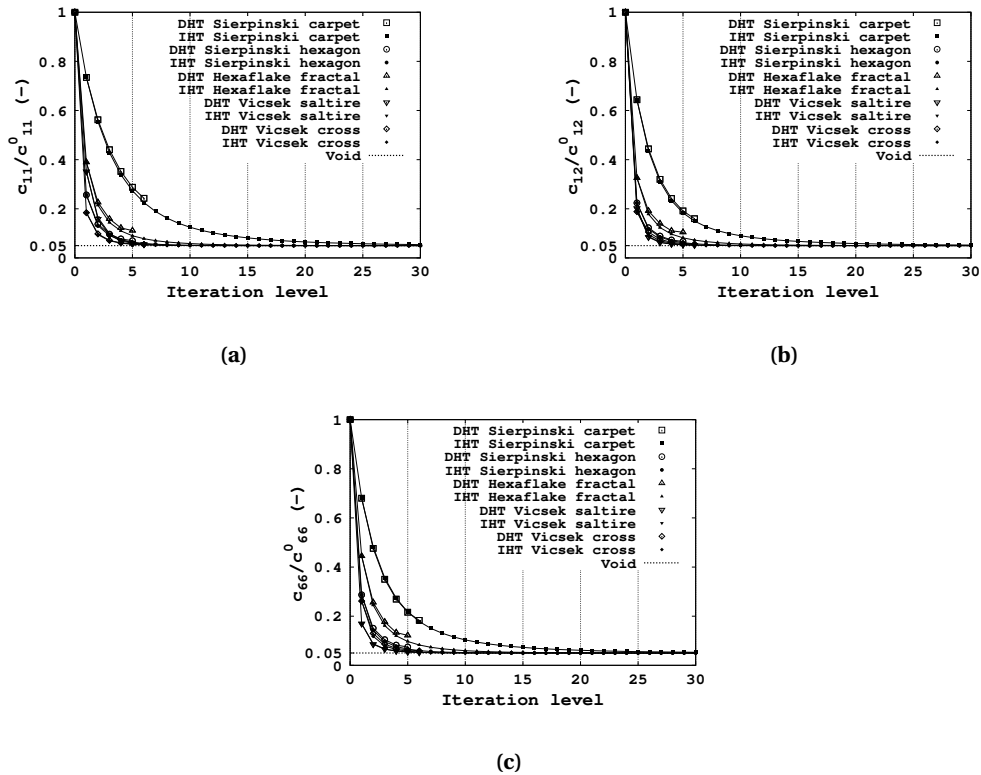 1
0.8
0.6
0.4
0.2
0.05
0
c11/c^0 11 (-)
DHT Sierpinski carpet
IHT Sierpinski carpet
DHT Sierpinski hexagon
IHT Sierpinski hexagon
DHT Hexaflake fractal
IHT Hexaflake fractal
DHT Vicsek saltire
IHT Vicsek saltire
DHT Vicsek cross
IHT Vicsek cross
Void
0 5 10 15 20 25 30
Iteration level
(a)
1
0.8
0.6
0.4
0.2
0.05
0
c12/c^0 12 (-)
DHT Sierpinski carpet
IHT Sierpinski carpet
DHT Sierpinski hexagon
IHT Sierpinski hexagon
DHT Hexaflake fractal
IHT Hexaflake fractal
DHT Vicsek saltire
IHT Vicsek saltire
DHT Vicsek cross
IHT Vicsek cross
Void
0 5 10 15 20 25 30
Iteration level
(b)
1
0.8
0.6
0.4
0.2
0.05
0
c66/c^0 66 (-)
DHT Sierpinski carpet
IHT Sierpinski carpet
DHT Sierpinski hexagon
IHT Sierpinski hexagon
DHT Hexaflake fractal
IHT Hexaflake fractal
DHT Vicsek saltire
IHT Vicsek saltire
DHT Vicsek cross
IHT Vicsek cross
Void
0 5 10 15 20 25 30
Iteration level
(c)